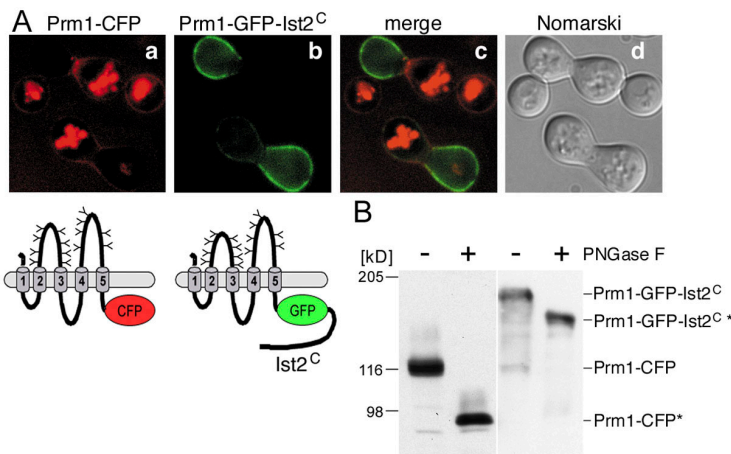 A Prm1-CFP Prm1-GFP-Ist2C merge Nomarski
a b c d
1 2 3 4 5 CFP
1 2 3 4 5 GFP
Ist2C
B
[kD] - + - + PNGase F
205
Prm1-GFP-Ist2C
Prm1-GFP-Ist2C *
116 Prm1-CFP
98
Prm1-CFP*